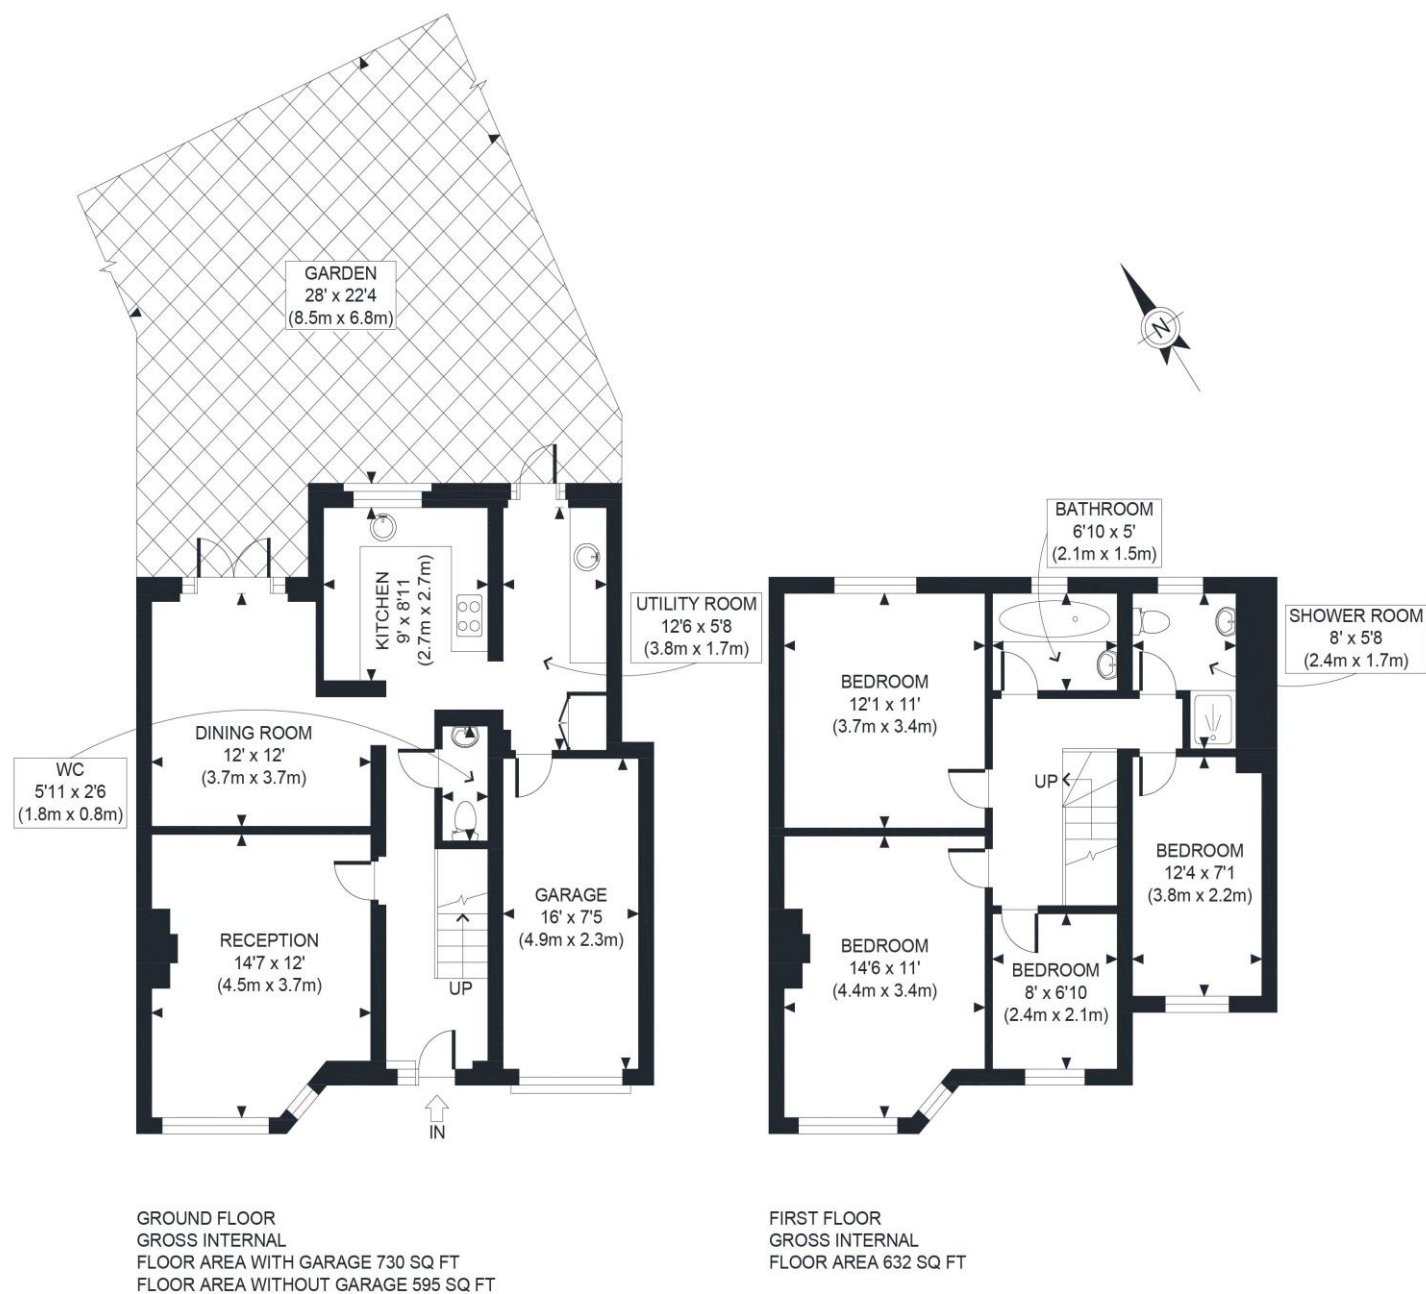 GARDEN
28' x 22'4
(8.5m x 6.8m)
N
KITCHEN
9' x 8'11
(2.7m x 2.7m)
UTILITY ROOM
12'6 x 5'8
(3.8m x 1.7m)
DINING ROOM
12' x 12'
(3.7m x 3.7m)
WC
5'11 x 2'6
(1.8m x 0.8m)
RECEPTION
14'7 x 12'
(4.5m x 3.7m)
GARAGE
16' x 7'5
(4.9m x 2.3m)
UP
IN
BATHROOM
6'10 x 5'
(2.1m x 1.5m)
SHOWER ROOM
8' x 5'8
(2.4m x 1.7m)
BEDROOM
12'1 x 11'
(3.7m x 3.4m)
UP
BEDROOM
12'4 x 7'1
(3.8m x 2.2m)
BEDROOM
14'6 x 11'
(4.4m x 3.4m)
BEDROOM
8' x 6'10
(2.4m x 2.1m)
GROUND FLOOR
GROSS INTERNAL
FLOOR AREA WITH GARAGE 730 SQ FT
FLOOR AREA WITHOUT GARAGE 595 SQ FT
FIRST FLOOR
GROSS INTERNAL
FLOOR AREA 632 SQ FT